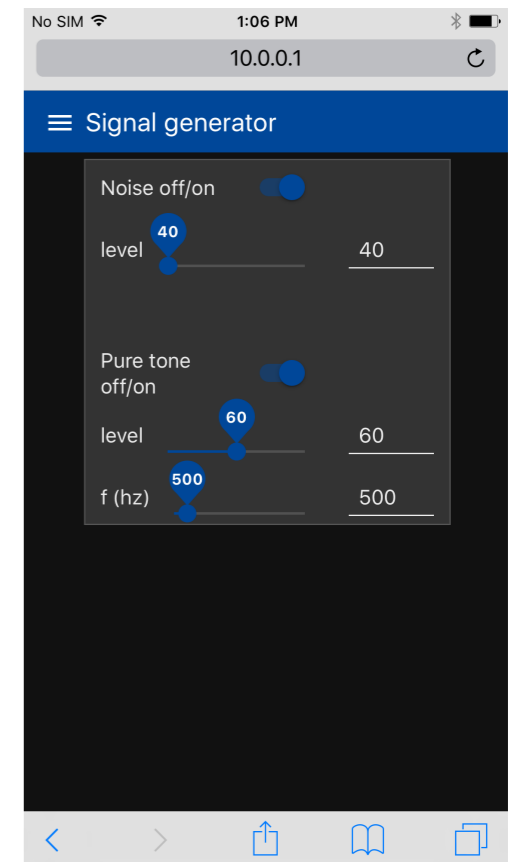 No SIM 1:06 PM
10.0.0.1
Signal generator
Noise off/on
40
level 40
Pure tone
off/on
60
level 60
500
f (hz) 500